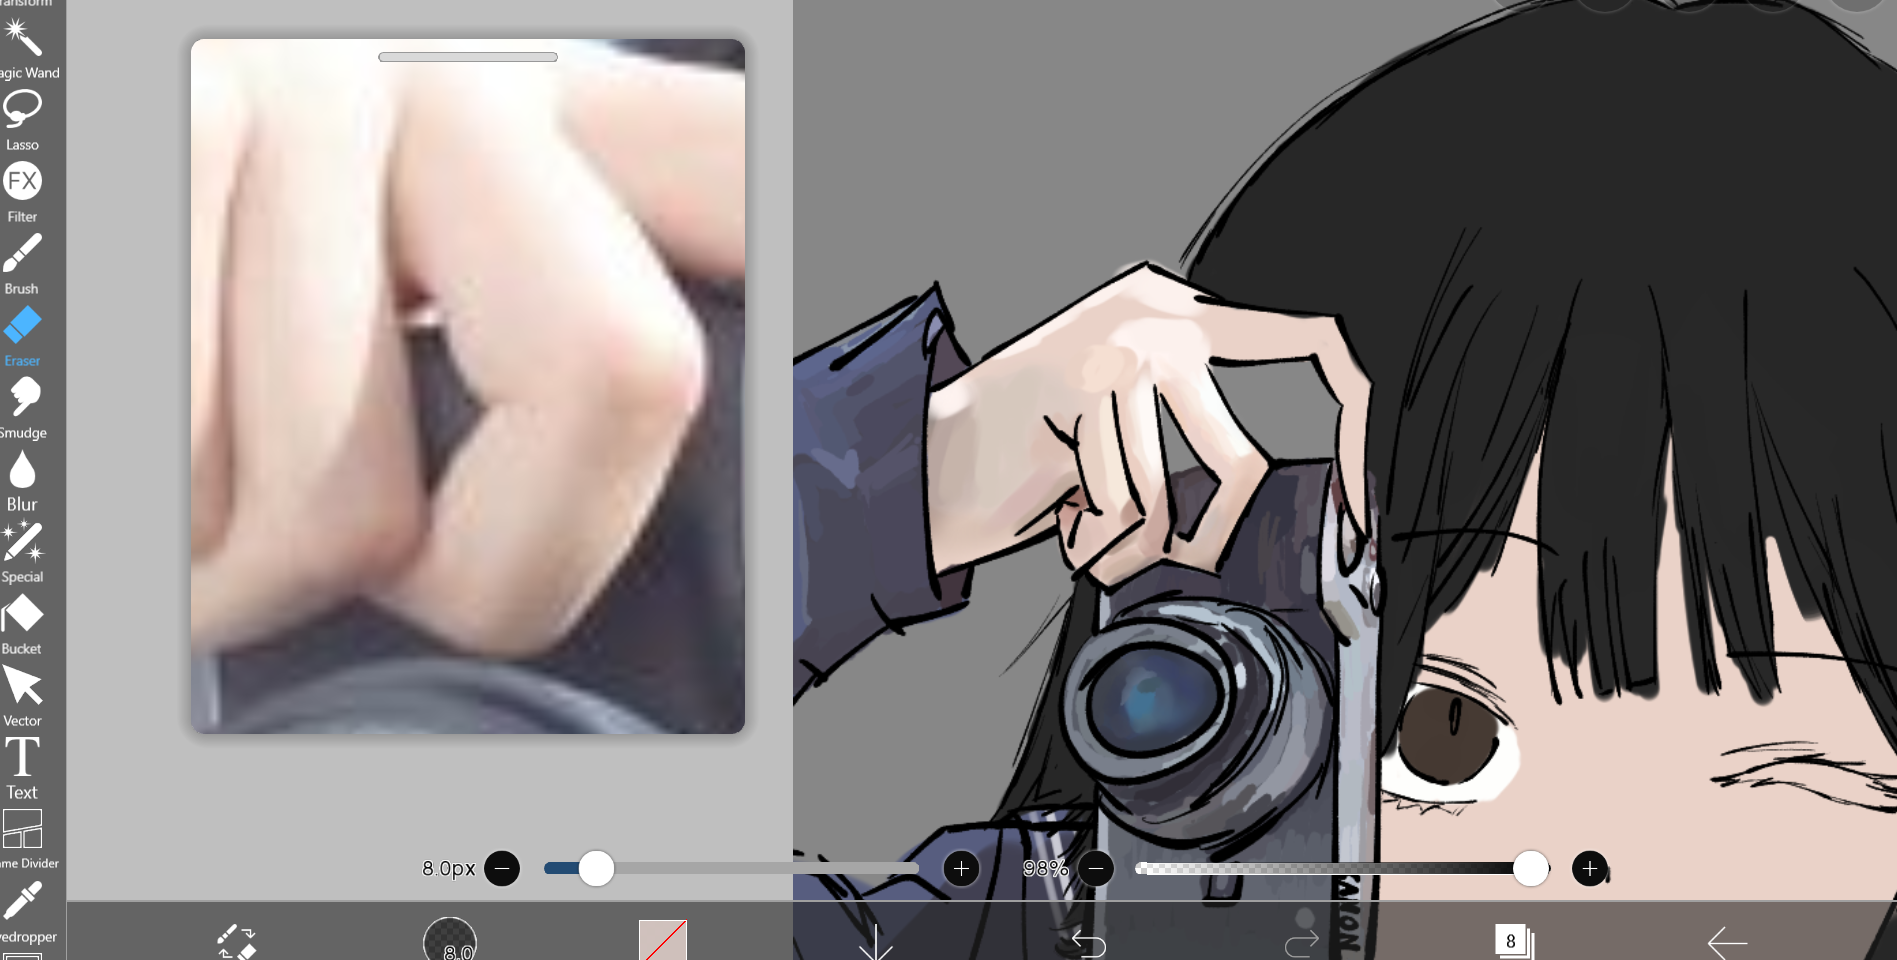 ransform
agic Wand
Lasso
FX
Filter
Brush
Eraser
Smudge
Blur
Special
Bucket
Vector
T
Text
me Divider
edropper
8.0px
98%
8.0
8